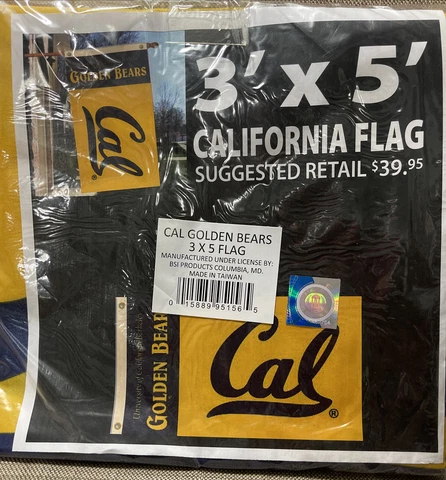 GOLDEN BEARS
Cal
3' x 5'
CALIFORNIA FLAG
SUGGESTED RETAIL $39.95
CAL GOLDEN BEARS
3 X 5 FLAG
MANUFACTURED UNDER LICENSE BY:
BSI PRODUCTS COLUMBIA, MD.
MADE IN TAIWAN
0 15889 95156 5
GOLDEN BEAR
Cal®